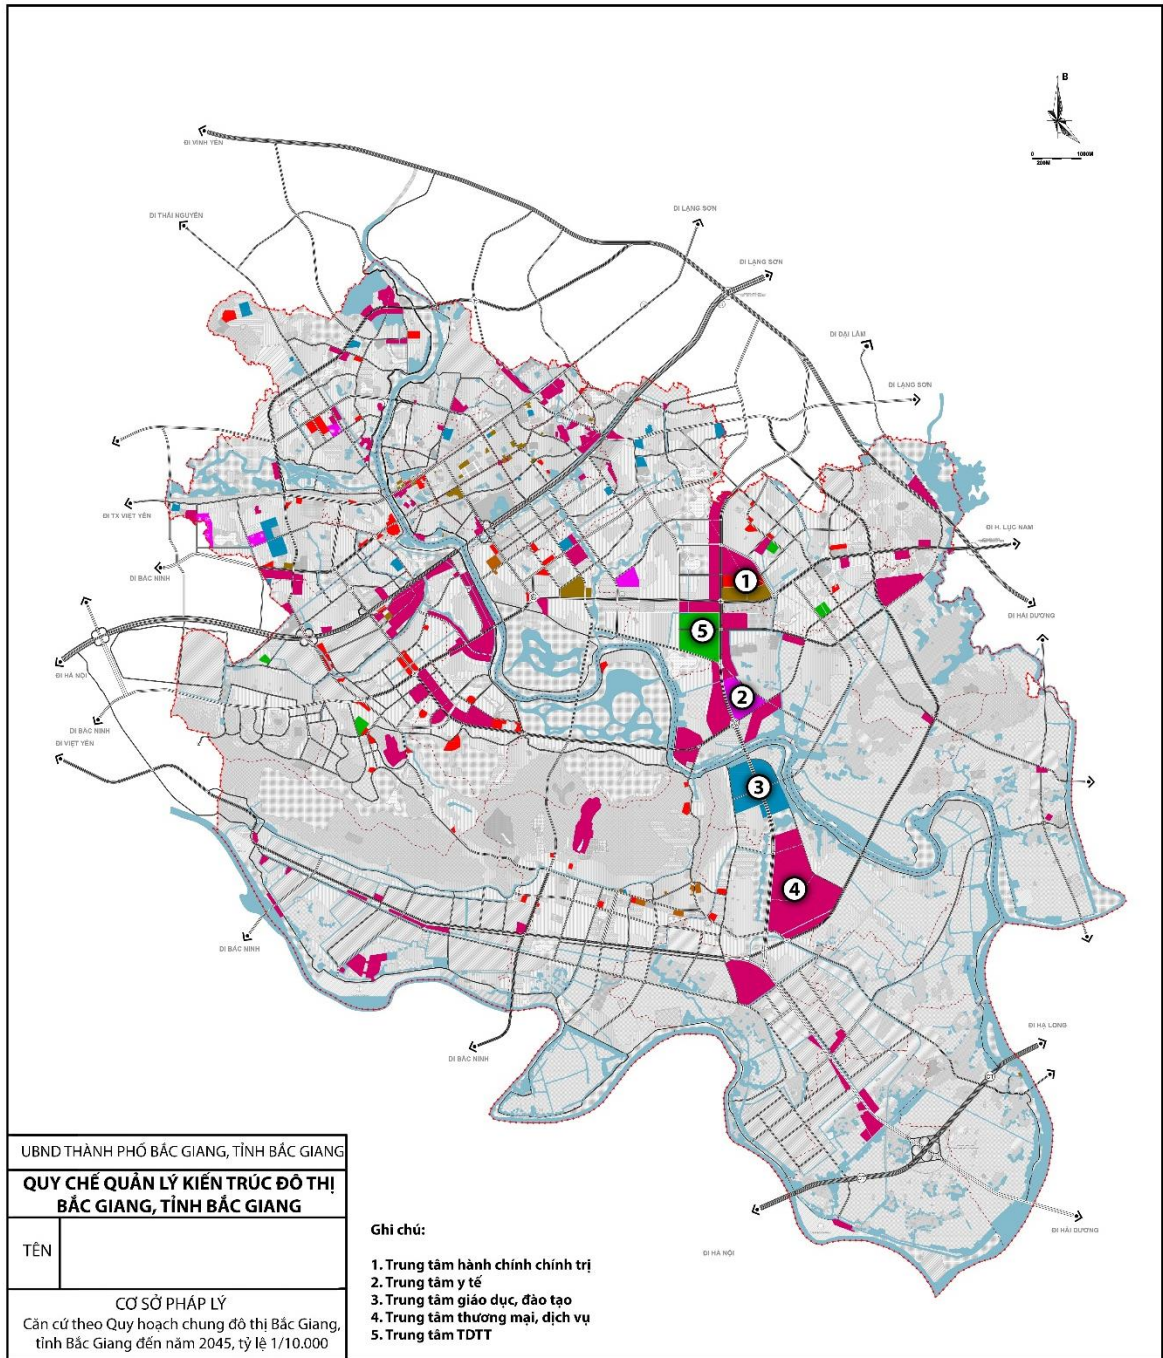 B
0 1000M
200M
ĐI VĨNH YÊN
ĐI THÁI NGUYÊN
ĐI LẠNG SƠN
ĐI LẠNG SƠN
ĐI ĐẠI LÂM
ĐI LẠNG SƠN
ĐI TX VIỆT YÊN
ĐI H. LỤC NAM
ĐI BẮC NINH
1
ĐI HẢI DƯƠNG
5
ĐI HÀ NỘI
2
ĐI BẮC NINH
ĐI VIỆT YÊN
3
4
ĐI BẮC NINH
ĐI HẠ LONG
ĐI BẮC NINH
ĐI HẢI DƯƠNG
ĐI HÀ NỘI
UBND THÀNH PHỐ BẮC GIANG, TỈNH BẮC GIANG
QUY CHẾ QUẢN LÝ KIẾN TRÚC ĐÔ THỊ
BẮC GIANG, TỈNH BẮC GIANG
TÊN
CƠ SỞ PHÁP LÝ
Căn cứ theo Quy hoạch chung đô thị Bắc Giang,
tỉnh Bắc Giang đến năm 2045, tỷ lệ 1/10.000
Ghi chú:
1. Trung tâm hành chính chính trị
2. Trung tâm y tế
3. Trung tâm giáo dục, đào tạo
4. Trung tâm thương mại, dịch vụ
5. Trung tâm TDTT